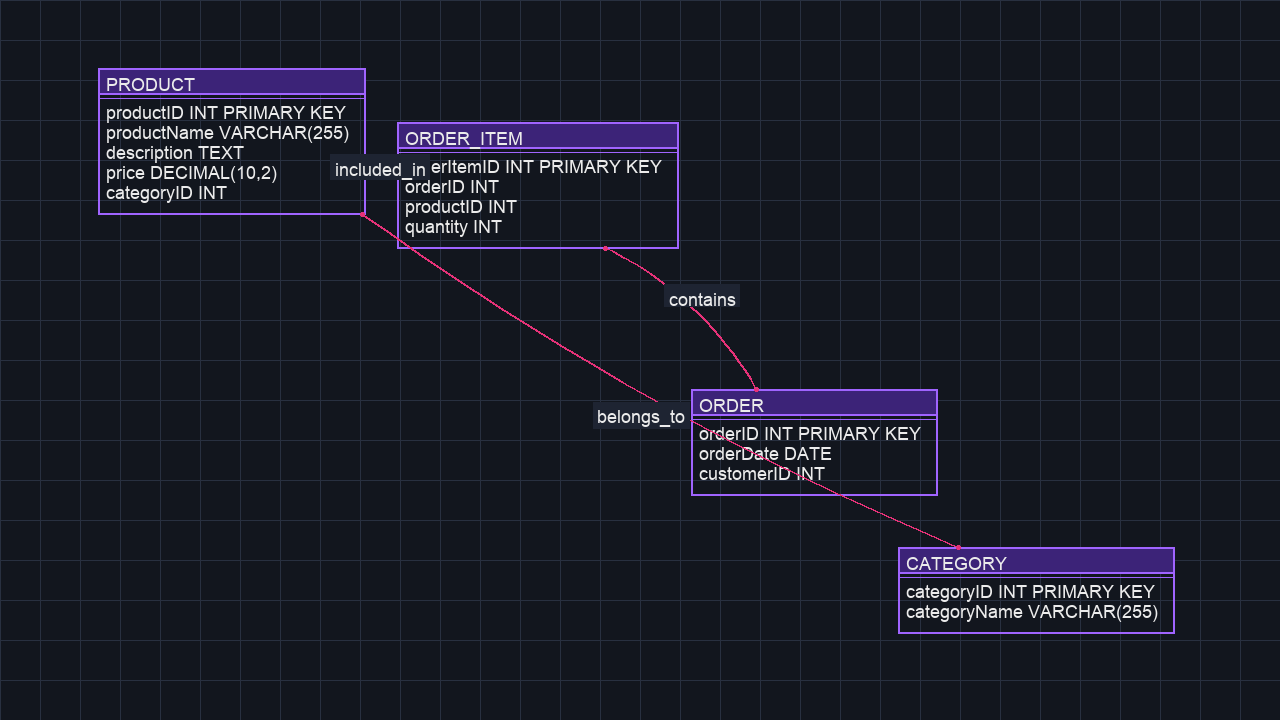 PRODUCT
productID INT PRIMARY KEY
productName VARCHAR(255)
description TEXT
price DECIMAL(10,2)
categoryID INT
included_in
ORDER_ITEM
erItemID INT PRIMARY KEY
orderID INT
productID INT
quantity INT
contains
belongs_to
ORDER
orderID INT PRIMARY KEY
orderDate DATE
customerID INT
CATEGORY
categoryID INT PRIMARY KEY
categoryName VARCHAR(255)